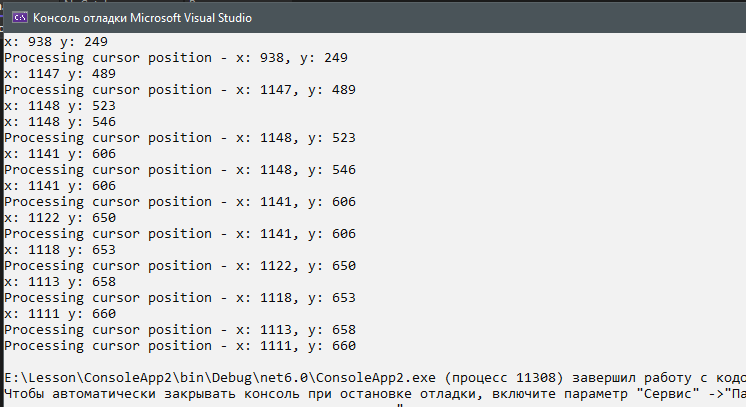 Консоль отладки Microsoft Visual Studio
x: 938 y: 249
Processing cursor position - x: 938, y: 249
x: 1147 y: 489
Processing cursor position - x: 1147, y: 489
x: 1148 y: 523
x: 1148 y: 546
Processing cursor position - x: 1148, y: 523
x: 1141 y: 606
Processing cursor position - x: 1148, y: 546
x: 1141 y: 606
Processing cursor position - x: 1141, y: 606
x: 1122 y: 650
Processing cursor position - x: 1141, y: 606
x: 1118 y: 653
Processing cursor position - x: 1122, y: 650
x: 1113 y: 658
Processing cursor position - x: 1118, y: 653
x: 1111 y: 660
Processing cursor position - x: 1113, y: 658
Processing cursor position - x: 1111, y: 660
E:\Lesson\ConsoleApp2\bin\Debug\net6.0\ConsoleApp2.exe (процесс 11308) завершил работу с кодо
Чтобы автоматически закрывать консоль при остановке отладки, включите параметр "Сервис" ->"Па